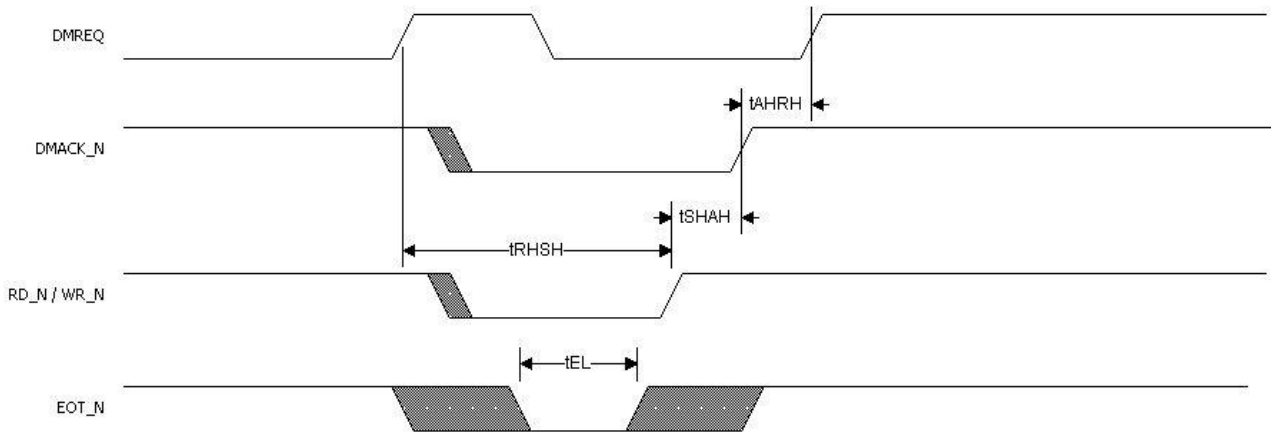 DMREQ
tAHRH
DMACK_N
tSHAH
tRHSH
RD_N / WR_N
tEL
EOT_N